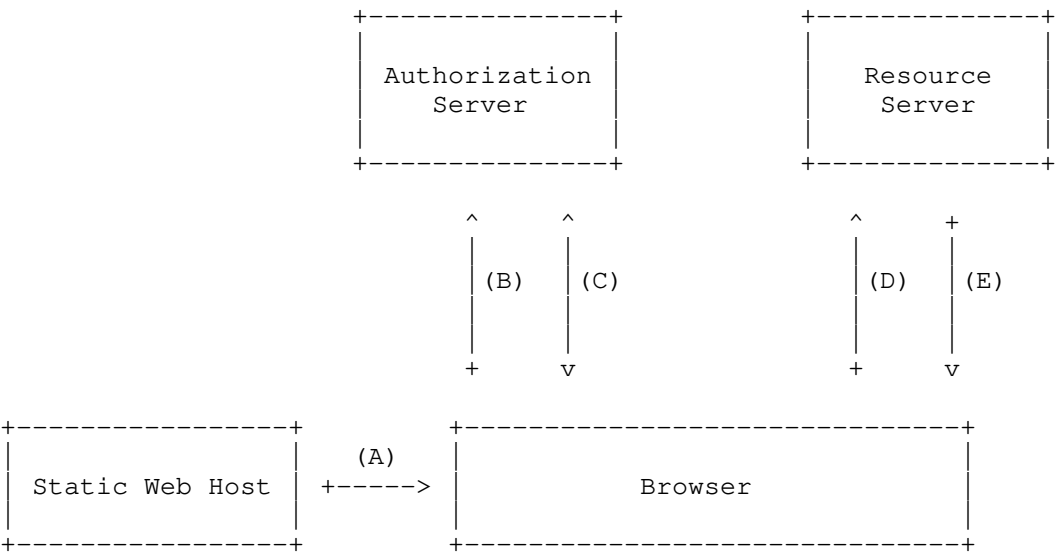 Authorization Resource
Server Server
(B) (C) (D) (E)
(A)
Static Web Host Browser